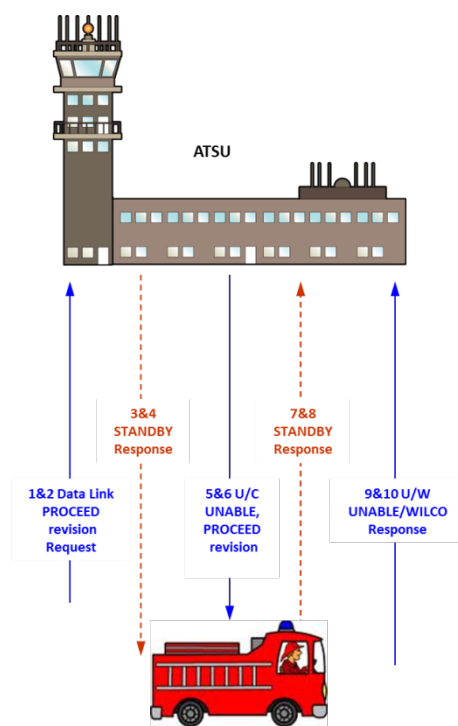 ATSU
3&4
STANDBY
Response
7&8
STANDBY
Response
1&2 Data Link
PROCEED
revision
Request
5&6 U/C
UNABLE,
PROCEED
revision
9&10 U/W
UNABLE/WILCO
Response